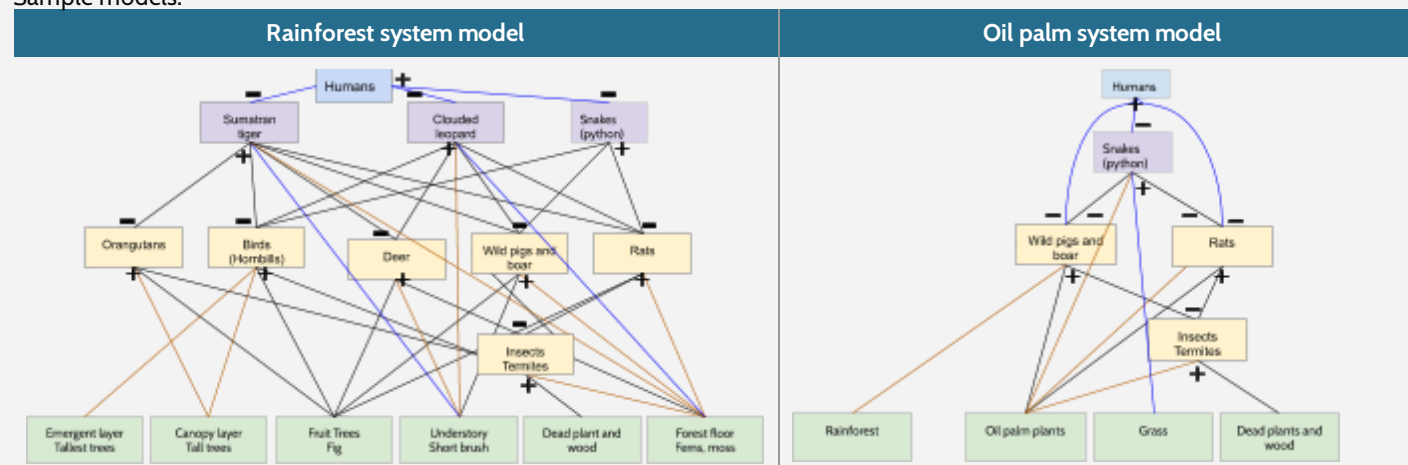 Sample models:
Rainforest system model
Oil palm system model
Humans
+
- - -
Sumatran
tiger
Clouded
leopard
Snakes
(python)
+ + +
- - - - -
Orangutans
Birds
(Hornbills)
Deer
Wild pigs and
boar
Rats
+ + + + +
-
Insects
Termites
+
Emergent layer
Tallest trees
Canopy layer
Tall trees
Fruit Trees
Fig
Understory
Short brush
Dead plant and
wood
Forest floor
Ferns, moss
Humans
+
-
Snakes
(python)
+
- - - -
Wild pigs and
boar
Rats
+ +
-
Insects
Termites
+
Rainforest
Oil palm plants
Grass
Dead plants and
wood